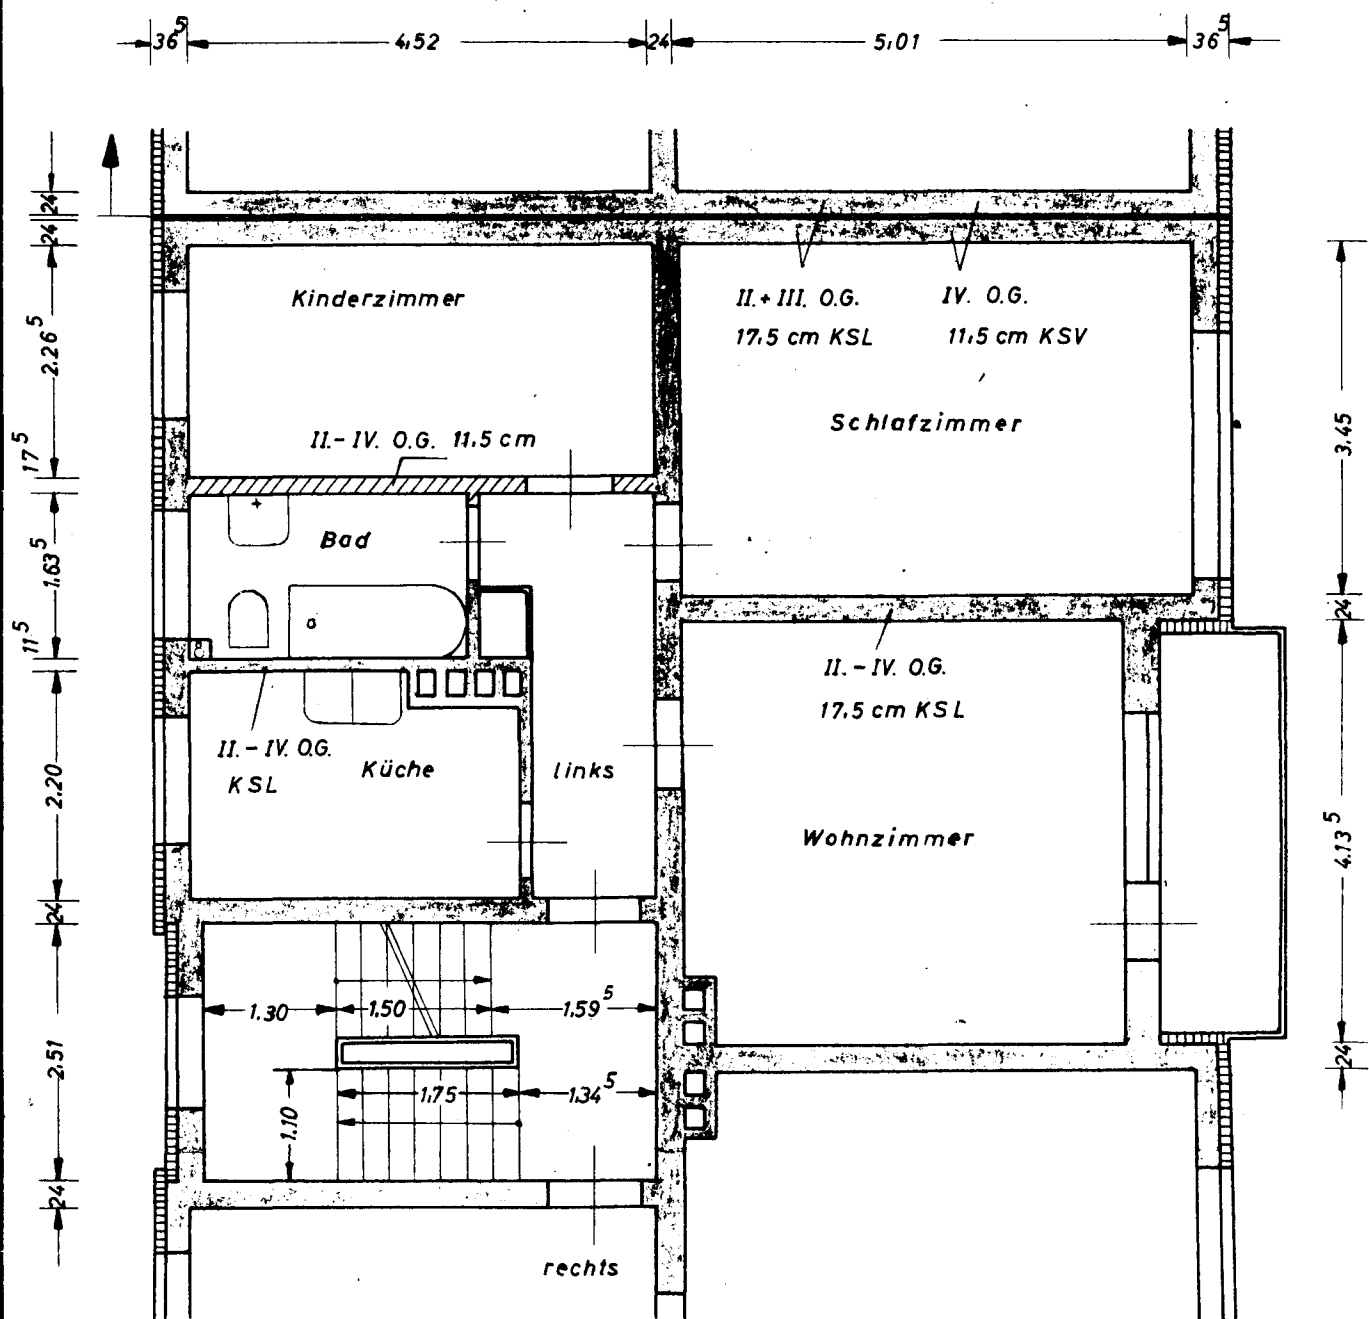 36⁵ 4,52 24 5,01 36⁵
24
24
Kinderzimmer
II.+III. O.G. IV. O.G.
17,5 cm KSL 11,5 cm KSV
2.26⁵
Schlafzimmer
3.45
II.-IV. O.G. 11,5 cm
17⁵
Bad
1.63⁵
24
11⁵
II.-IV. O.G.
17,5 cm KSL
II.-IV. O.G.
KSL
Küche
links
2.20
Wohnzimmer
4.13⁵
24
1.30 1.50 1.59⁵
2.51
24
1.75 1.34⁵
1.10
24
rechts